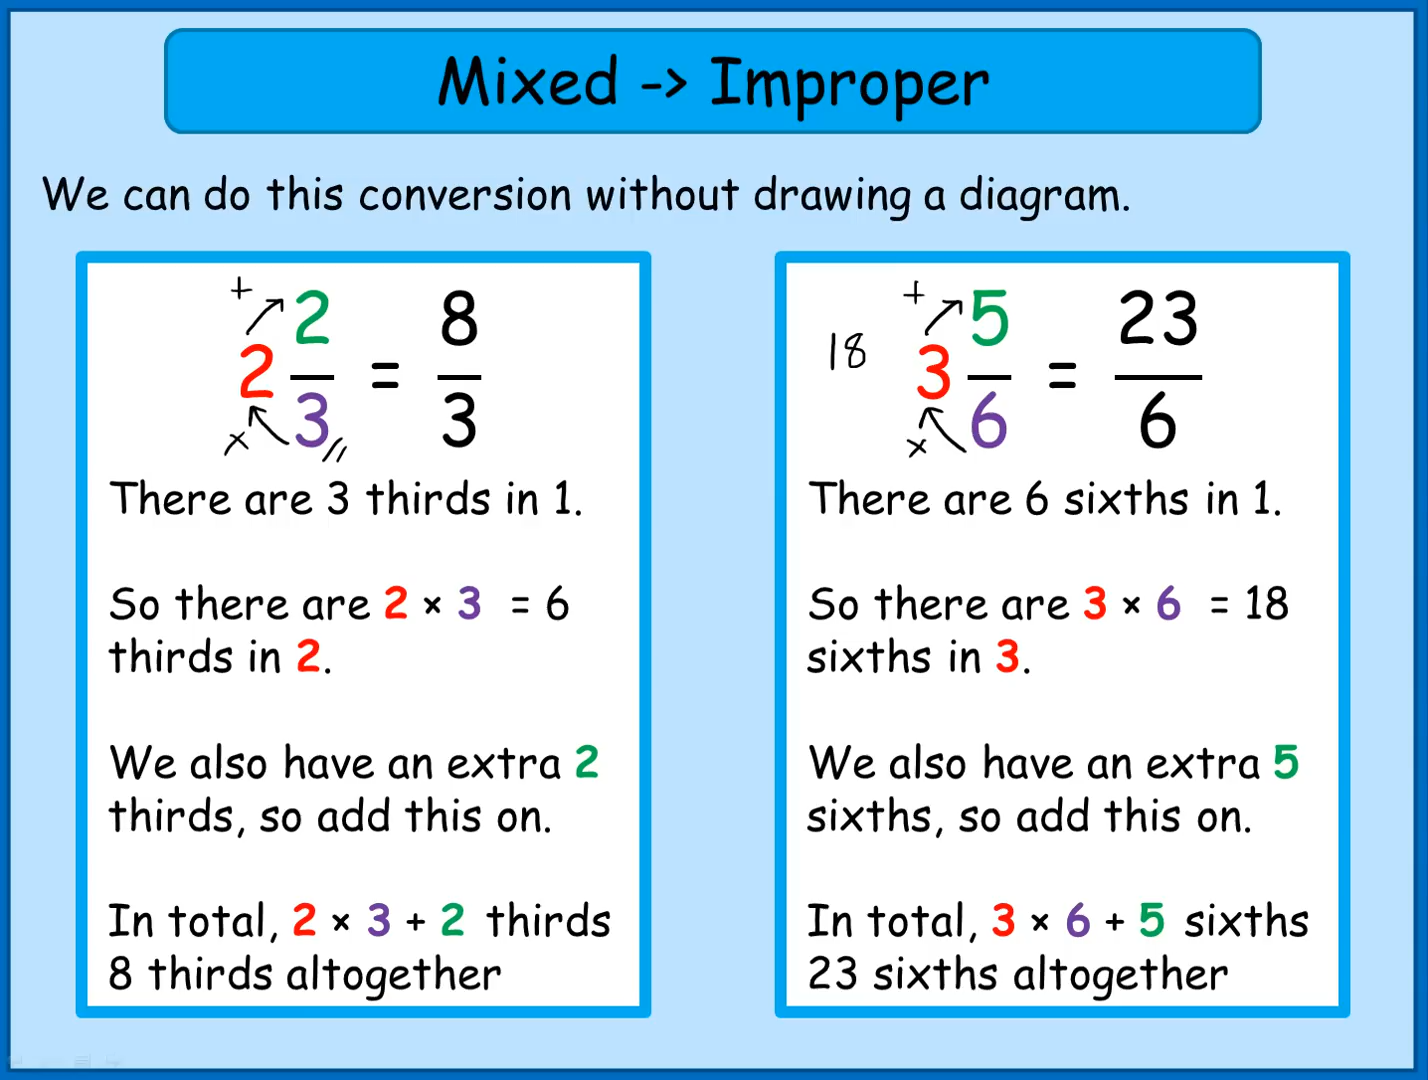 Mixed -> Improper
We can do this conversion without drawing a diagram.
+
2 2/3 = 8/3
×
There are 3 thirds in 1.
So there are 2 × 3 = 6
thirds in 2.
We also have an extra 2
thirds, so add this on.
In total, 2 × 3 + 2 thirds
8 thirds altogether
+
18 3 5/6 = 23/6
×
There are 6 sixths in 1.
So there are 3 × 6 = 18
sixths in 3.
We also have an extra 5
sixths, so add this on.
In total, 3 × 6 + 5 sixths
23 sixths altogether